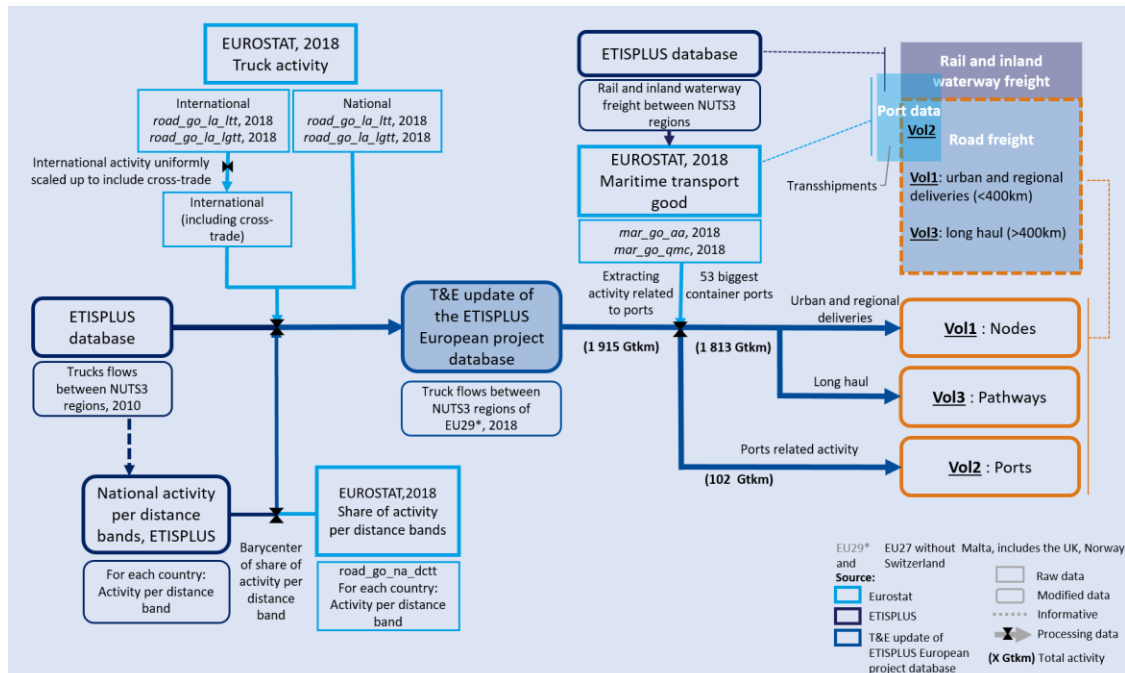 EUROSTAT, 2018
Truck activity
International
road_go_la_ltt, 2018
road_go_la_lgtt, 2018
National
road_go_la_ltt, 2018
road_go_la_lgtt, 2018
International activity uniformly
scaled up to include cross-trade
International
(including cross-
trade)
ETISPLUS
database
Trucks flows
between NUTS3
regions, 2010
National activity
per distance
bands, ETISPLUS
For each country:
Activity per distance
band
Barycenter
of share of
activity per
distance
band
EUROSTAT,2018
Share of activity
per distance bands
road_go_na_dctt
For each country:
Activity per distance
band
T&E update of
the ETISPLUS
European project
database
Truck flows between
NUTS3 regions of
EU29*, 2018
ETISPLUS database
Rail and inland waterway
freight between NUTS3
regions
EUROSTAT, 2018
Maritime transport
good
mar_go_aa, 2018
mar_go_qmc, 2018
Extracting
activity related
to ports
53 biggest
container ports
(1 915 Gtkm)
(1 813 Gtkm)
Urban and regional
deliveries
Long haul
Ports related activity
(102 Gtkm)
Rail and inland
waterway freight
Port data
Vol2
Road freight
Transshipments
Vol1: urban and regional
deliveries (<400km)
Vol3: long haul (>400km)
Vol1 : Nodes
Vol3 : Pathways
Vol2 : Ports
EU29* EU27 without Malta, includes the UK, Norway
and Switzerland
Source:
Eurostat
ETISPLUS
T&E update of
ETISPLUS European
project database
Raw data
Modified data
Informative
Processing data
(X Gtkm) Total activity